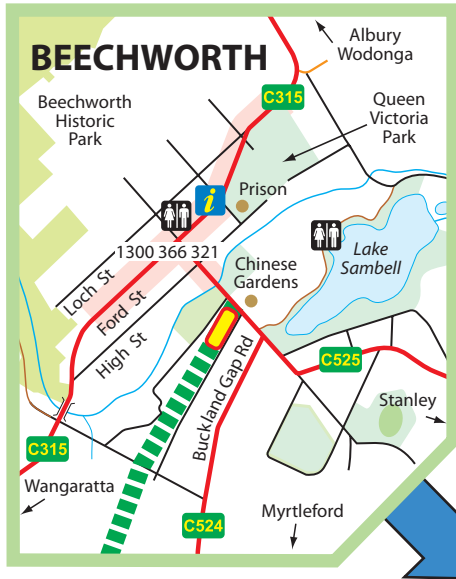 BEECHWORTH
Albury
Wodonga
C315
Beechworth
Historic
Park
Queen
Victoria
Park
i
Prison
1300 366 321
Loch St
Ford St
High St
Chinese
Gardens
Lake
Sambell
C525
Buckland Gap Rd
Stanley
C315
Wangaratta
C524
Myrtleford